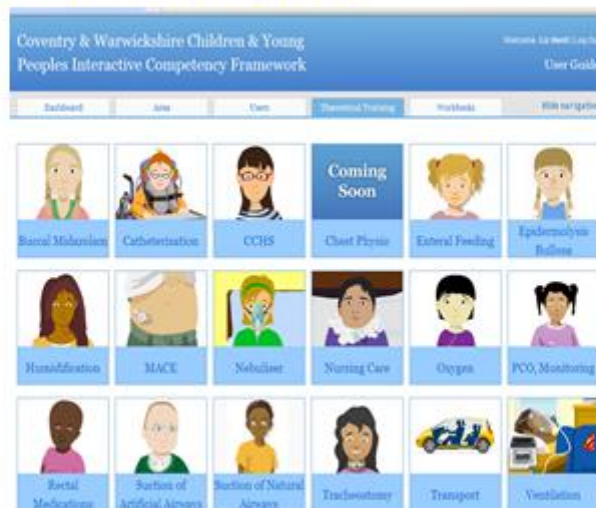 Coventry & Warwickshire Children & Young
Peoples Interactive Competency Framework
User Guide
Dashboard Area Users Theoretical Training Workbooks Hide navigation
Coming
Soon
Buccal Midazolam Catheterisation CCHS Chest Physio Enteral Feeding Epidermolysis
Bullosa
Humidification MACE Nebuliser Nursing Care Oxygen PCO, Monitoring
Rectal
Medications
Suction of
Artificial Airways
Suction of Natural
Airways
Tracheostomy Transport Ventilation